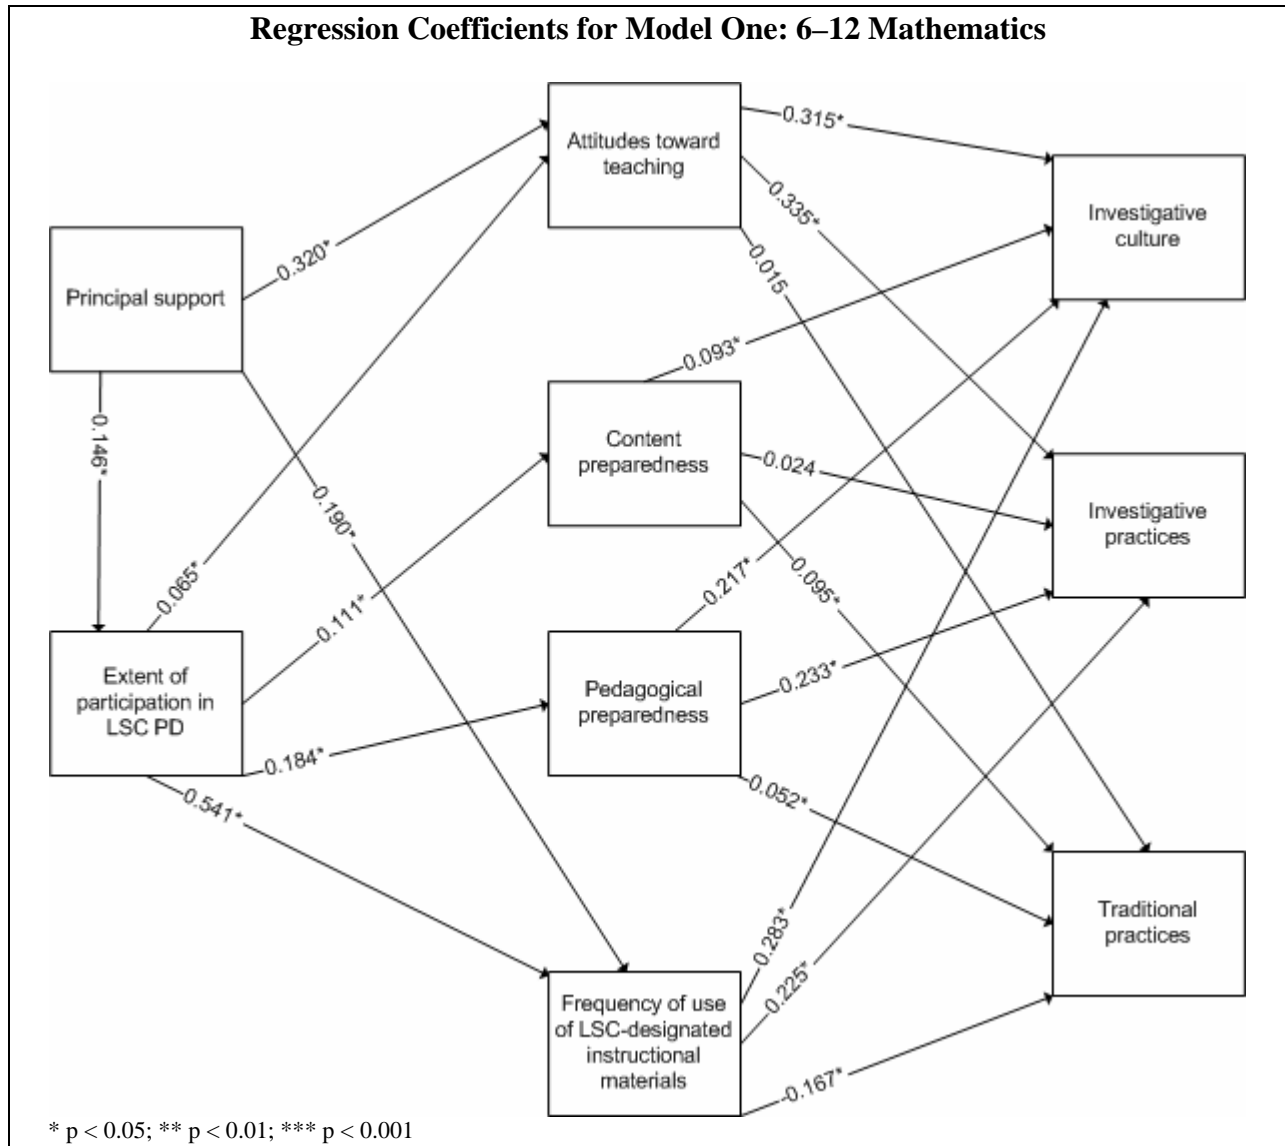 Regression Coefficients for Model One: 6–12 Mathematics
Attitudes toward
teaching
0.315*
Investigative
culture
0.335*
0.320*
0.015
Principal support
0.093*
0.146*
Content
preparedness
0.024
Investigative
practices
0.190*
0.065*
0.111*
0.095*
0.217*
Extent of
participation in
LSC PD
Pedagogical
preparedness
0.233*
0.184*
0.052*
0.541*
Traditional
practices
0.283*
0.225*
Frequency of use
of LSC-designated
instructional
materials
-0.167*
* p < 0.05; ** p < 0.01; *** p < 0.001